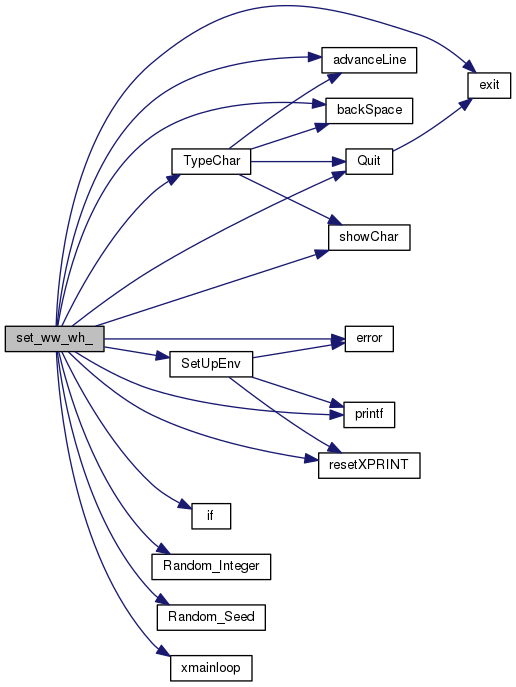 advanceLine
exit
backSpace
TypeChar
Quit
showChar
set_ww_wh_
error
SetUpEnv
printf
resetXPRINT
if
Random_Integer
Random_Seed
xmainloop